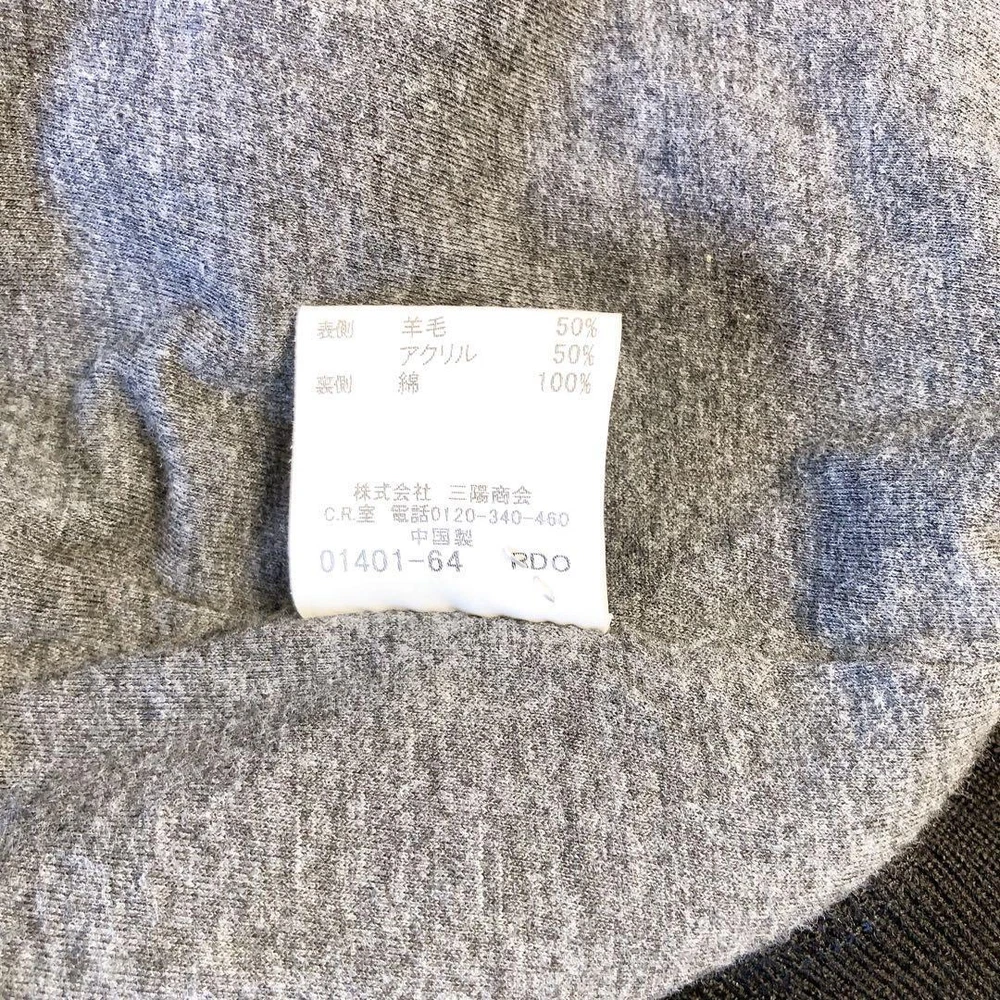 表側 羊毛 50%
アクリル 50%
裏側 綿 100%
株式会社 三陽商会
C.R.室 電話0120-340-460
中国製
01401-64 RDO